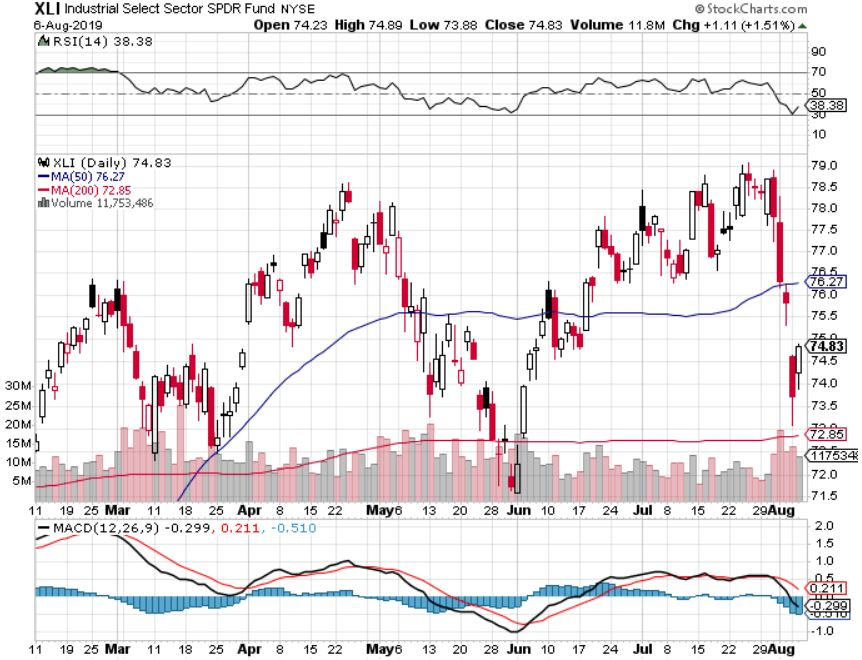 XLI Industrial Select Sector SPDR Fund NYSE © StockCharts.com
6-Aug-2019 Open 74.23 High 74.89 Low 73.88 Close 74.83 Volume 11.8M Chg +1.11 (+1.51%)
RSI(14) 38.38
90
70
50
38.38
30
10
XLI (Daily) 74.83
MA(50) 76.27
MA(200) 72.85
Volume 11,753,486
79.0
78.5
78.0
77.5
77.0
76.5
76.27
76.0
75.5
75.0
74.83
74.5
74.0
73.5
72.85
1175348
72.0
71.5
30M
25M
20M
15M
10M
5M
11 19 25 Mar 11 18 25 Apr 8 15 22 May 6 13 20 28 Jun 10 17 24 Jul 8 15 22 29 Aug
MACD(12,26,9) -0.299, 0.211, -0.510
2.0
1.5
1.0
0.5
0.211
-0.299
-1.0
11 19 25 Mar 11 18 25 Apr 8 15 22 May 6 13 20 28 Jun 10 17 24 Jul 8 15 22 29 Aug